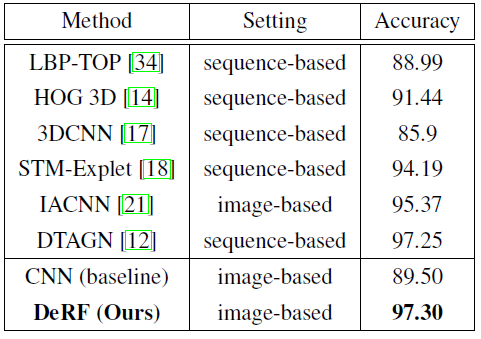 Method Setting Accuracy
LBP-TOP [34] sequence-based 88.99
HOG 3D [14] sequence-based 91.44
3DCNN [17] sequence-based 85.9
STM-Explet [18] sequence-based 94.19
IACNN [21] image-based 95.37
DTAGN [12] sequence-based 97.25
CNN (baseline) image-based 89.50
DeRF (Ours) image-based 97.30